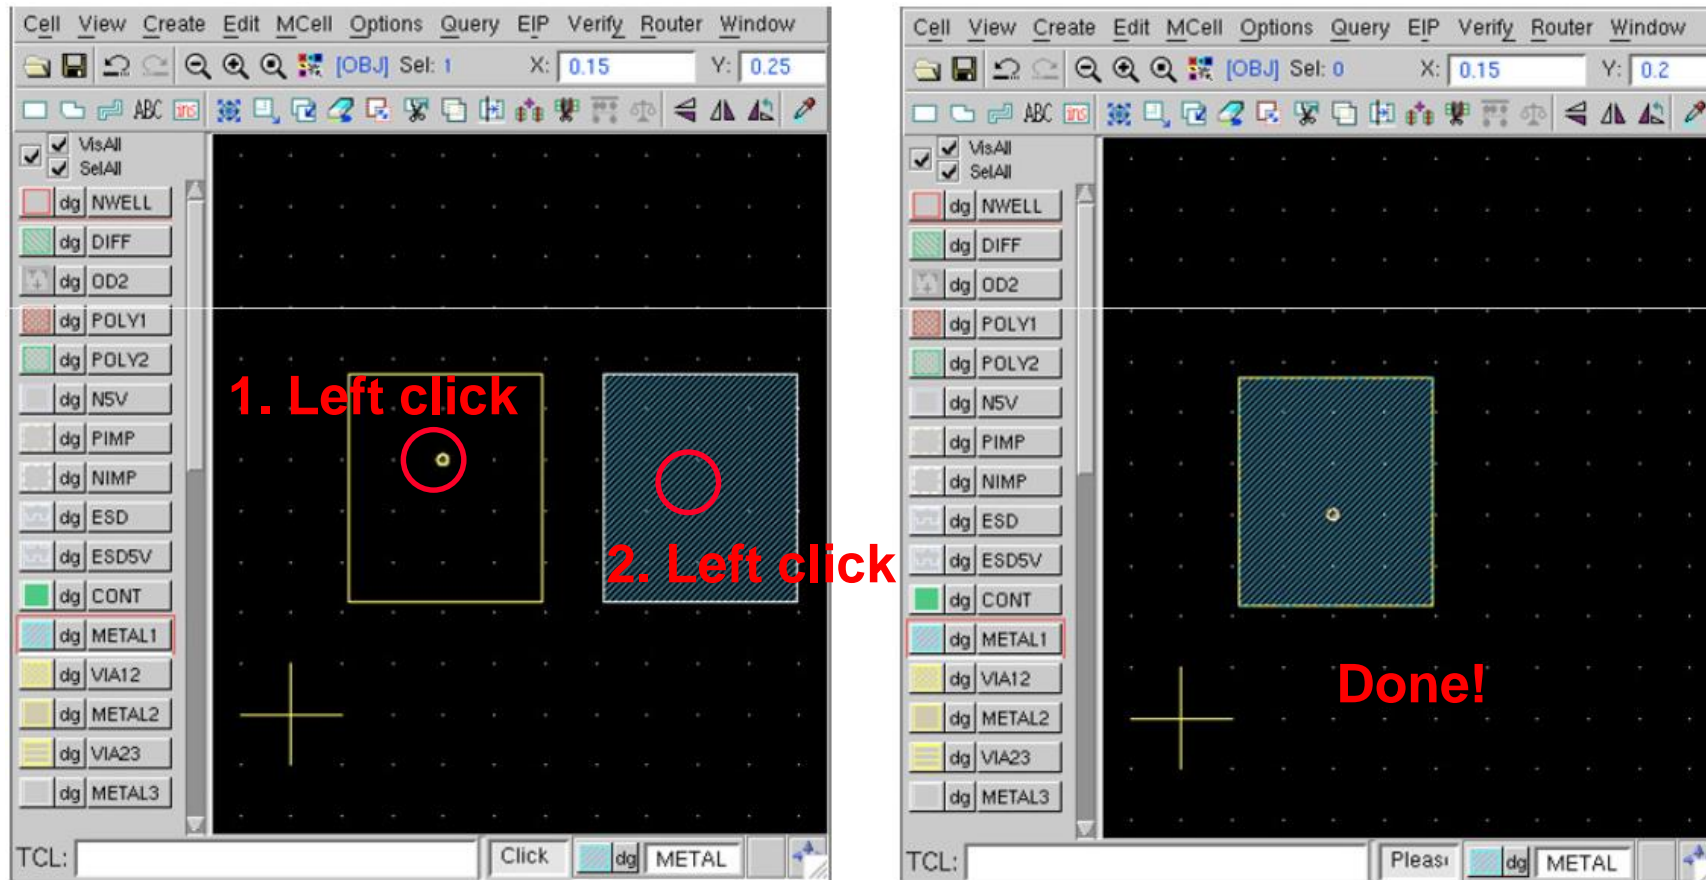 Cell View Create Edit MCell Options Query EIP Verify Router Window
[OBJ] Sel: 1 X: 0.15 Y: 0.25
ABC ins
VisAll
SelAll
dg NWELL
dg DIFF
dg OD2
dg POLY1
dg POLY2
dg N5V
dg PIMP
dg NIMP
dg ESD
dg ESD5V
dg CONT
dg METAL1
dg VIA12
dg METAL2
dg VIA23
dg METAL3
1. Left click
2. Left click
TCL: Click dg METAL
Cell View Create Edit MCell Options Query EIP Verify Router Window
[OBJ] Sel: 0 X: 0.15 Y: 0.2
ABC ins
VisAll
SelAll
dg NWELL
dg DIFF
dg OD2
dg POLY1
dg POLY2
dg N5V
dg PIMP
dg NIMP
dg ESD
dg ESD5V
dg CONT
dg METAL1
dg VIA12
dg METAL2
dg VIA23
dg METAL3
Done!
TCL: dg METAL